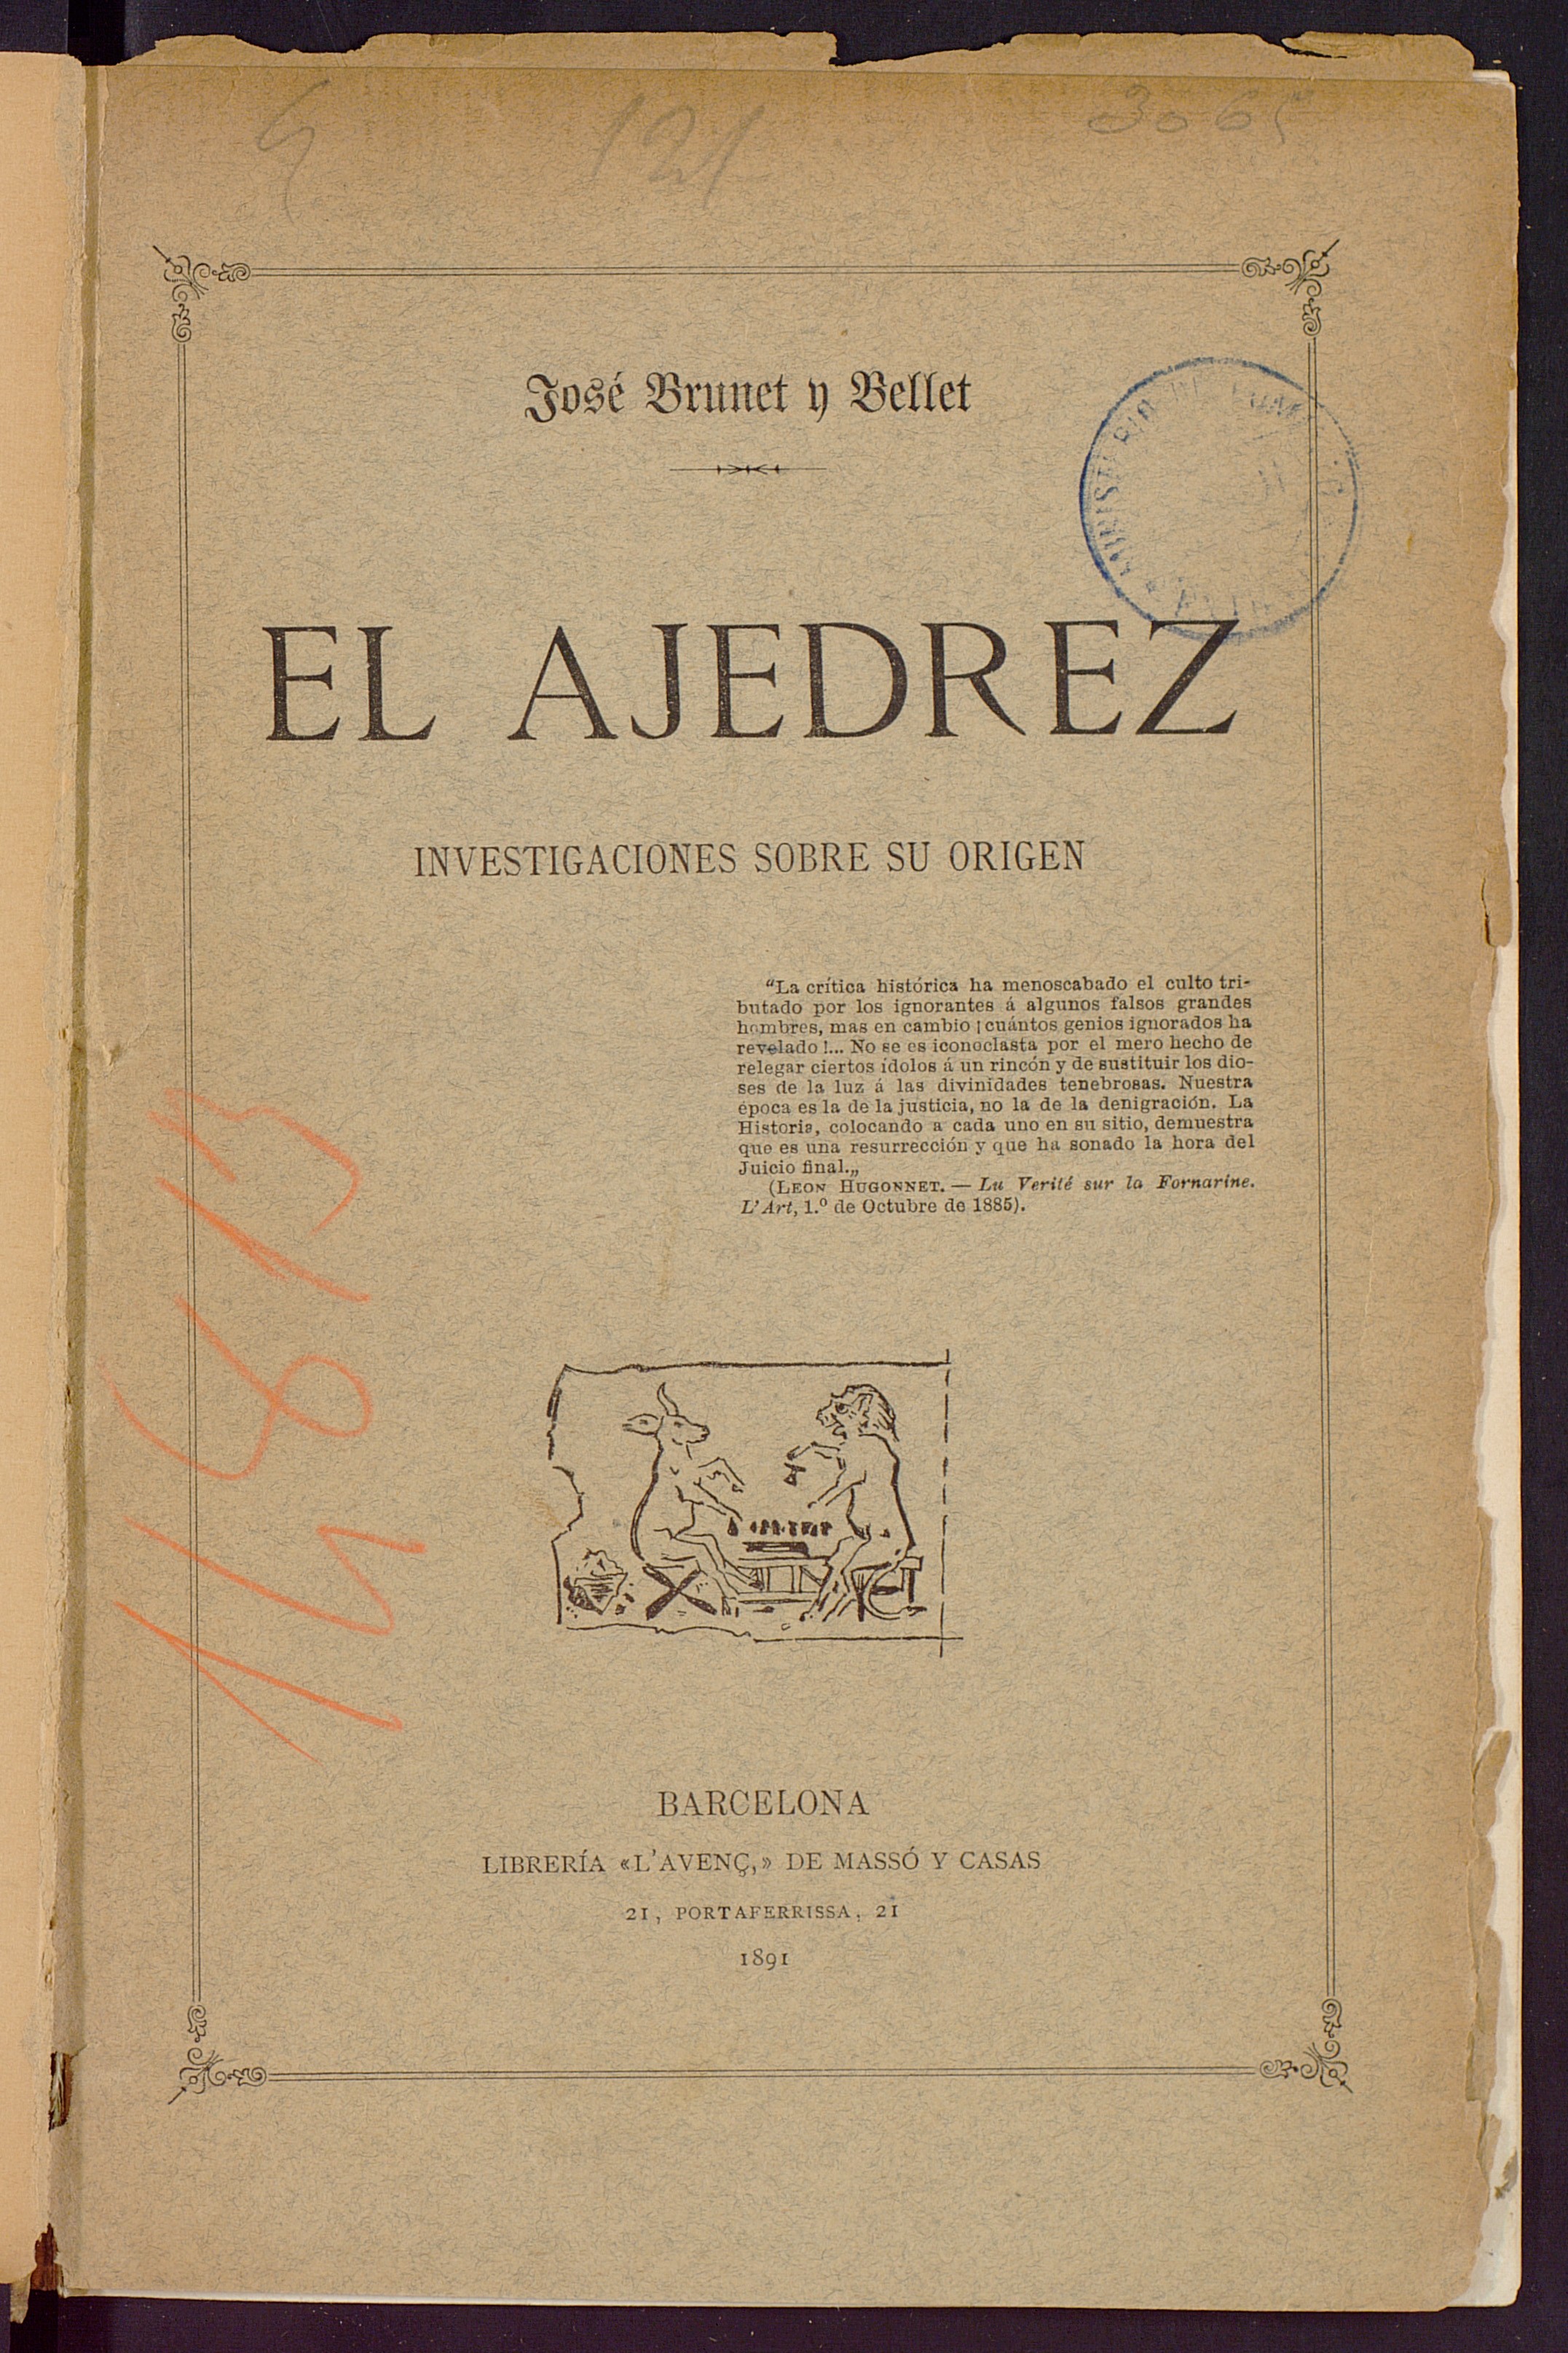 3065
121
José Brunet y Bellet
EL AJEDREZ
INVESTIGACIONES SOBRE SU ORIGEN
“La crítica histórica ha menoscabado el culto tri-
butado por los ignorantes á algunos falsos grandes
hombres, mas en cambio ¡cuántos genios ignorados ha
revelado!... No se es iconoclasta por el mero hecho de
relegar ciertos ídolos á un rincón y de sustituir los dio-
ses de la luz á las divinidades tenebrosas. Nuestra
época es la de la justicia, no la de la denigración. La
Historia, colocando a cada uno en su sitio, demuestra
que es una resurrección y que ha sonado la hora del
Juicio final.„
(LEON HUGONNET. — La Verité sur la Fornarine.
L’Art, 1.º de Octubre de 1885).
BARCELONA
LIBRERÍA «L’AVENÇ,» DE MASSÓ Y CASAS
21, PORTAFERRISSA, 21
1891